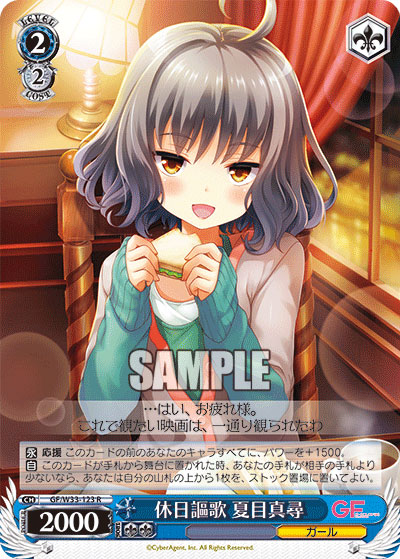 LEVEL
2
2
COST
SAMPLE
…はい、お疲れ様。
これで観たい映画は、一通り観られたわ
永 応援 このカードの前のあなたのキャラすべてに、パワーを+1500。
自 このカードが手札から舞台に置かれた時、あなたの手札が相手の手札より
少ないなら、あなたは自分の山札の上から1枚を、ストック置場に置いてよい。
CH GF/W33-123 R
2000
休日謳歌 夏目真尋
GF
ガール
©CyberAgent, Inc. All Rights Reserved.